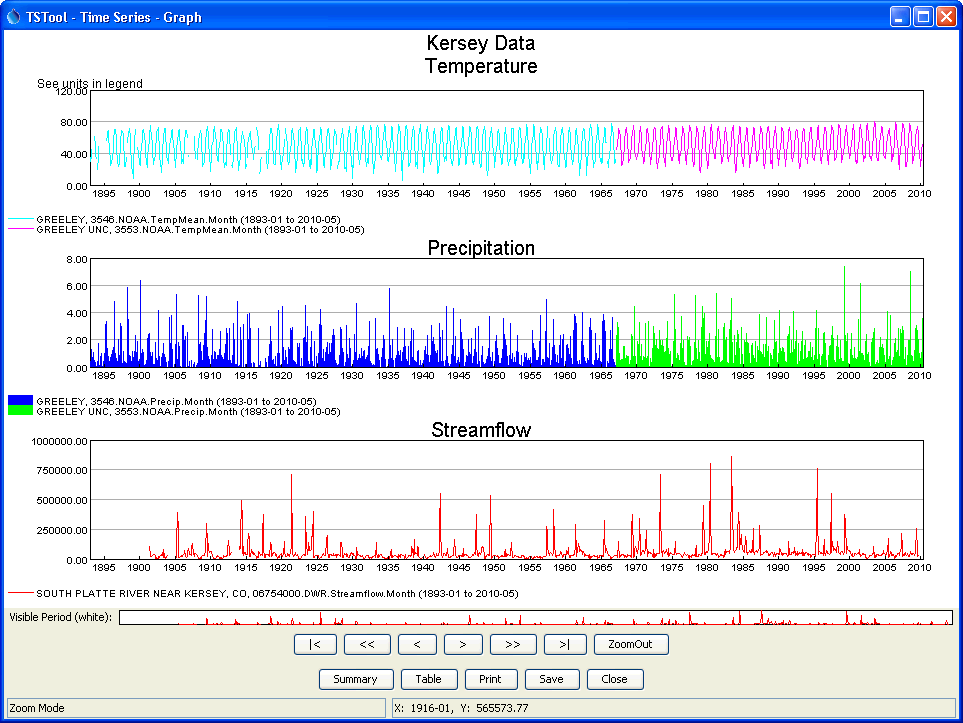 TSTool - Time Series - Graph
Kersey Data
Temperature
See units in legend
120.00
80.00
40.00
0.00
1895 1900 1905 1910 1915 1920 1925 1930 1935 1940 1945 1950 1955 1960 1965 1970 1975 1980 1985 1990 1995 2000 2005 2010
GREELEY, 3546.NOAA.TempMean.Month (1893-01 to 2010-05)
GREELEY UNC, 3553.NOAA.TempMean.Month (1893-01 to 2010-05)
Precipitation
8.00
6.00
4.00
2.00
0.00
1895 1900 1905 1910 1915 1920 1925 1930 1935 1940 1945 1950 1955 1960 1965 1970 1975 1980 1985 1990 1995 2000 2005 2010
GREELEY, 3546.NOAA.Precip.Month (1893-01 to 2010-05)
GREELEY UNC, 3553.NOAA.Precip.Month (1893-01 to 2010-05)
Streamflow
1000000.00
750000.00
500000.00
250000.00
0.00
1895 1900 1905 1910 1915 1920 1925 1930 1935 1940 1945 1950 1955 1960 1965 1970 1975 1980 1985 1990 1995 2000 2005 2010
SOUTH PLATTE RIVER NEAR KERSEY, CO, 06754000.DWR.Streamflow.Month (1893-01 to 2010-05)
Visible Period (white):
|< << < > >> >| ZoomOut
Summary Table Print Save Close
Zoom Mode X: 1916-01, Y: 565573.77